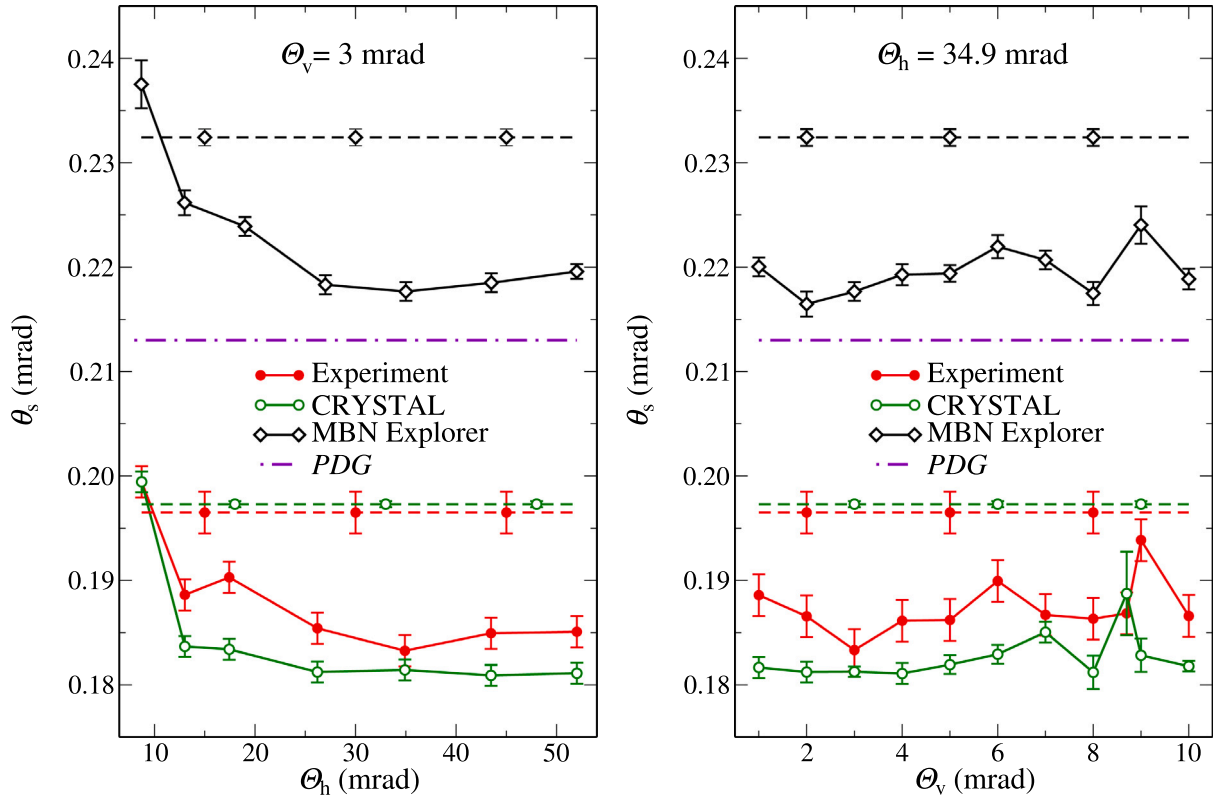 Θv= 3 mrad
0.24
0.23
0.22
0.21
0.20
0.19
0.18
θs (mrad)
Experiment
CRYSTAL
MBN Explorer
PDG
10 20 30 40 50
Θh (mrad)
Θh = 34.9 mrad
0.24
0.23
0.22
0.21
0.20
0.19
0.18
θs (mrad)
Experiment
CRYSTAL
MBN Explorer
PDG
2 4 6 8 10
Θv (mrad)